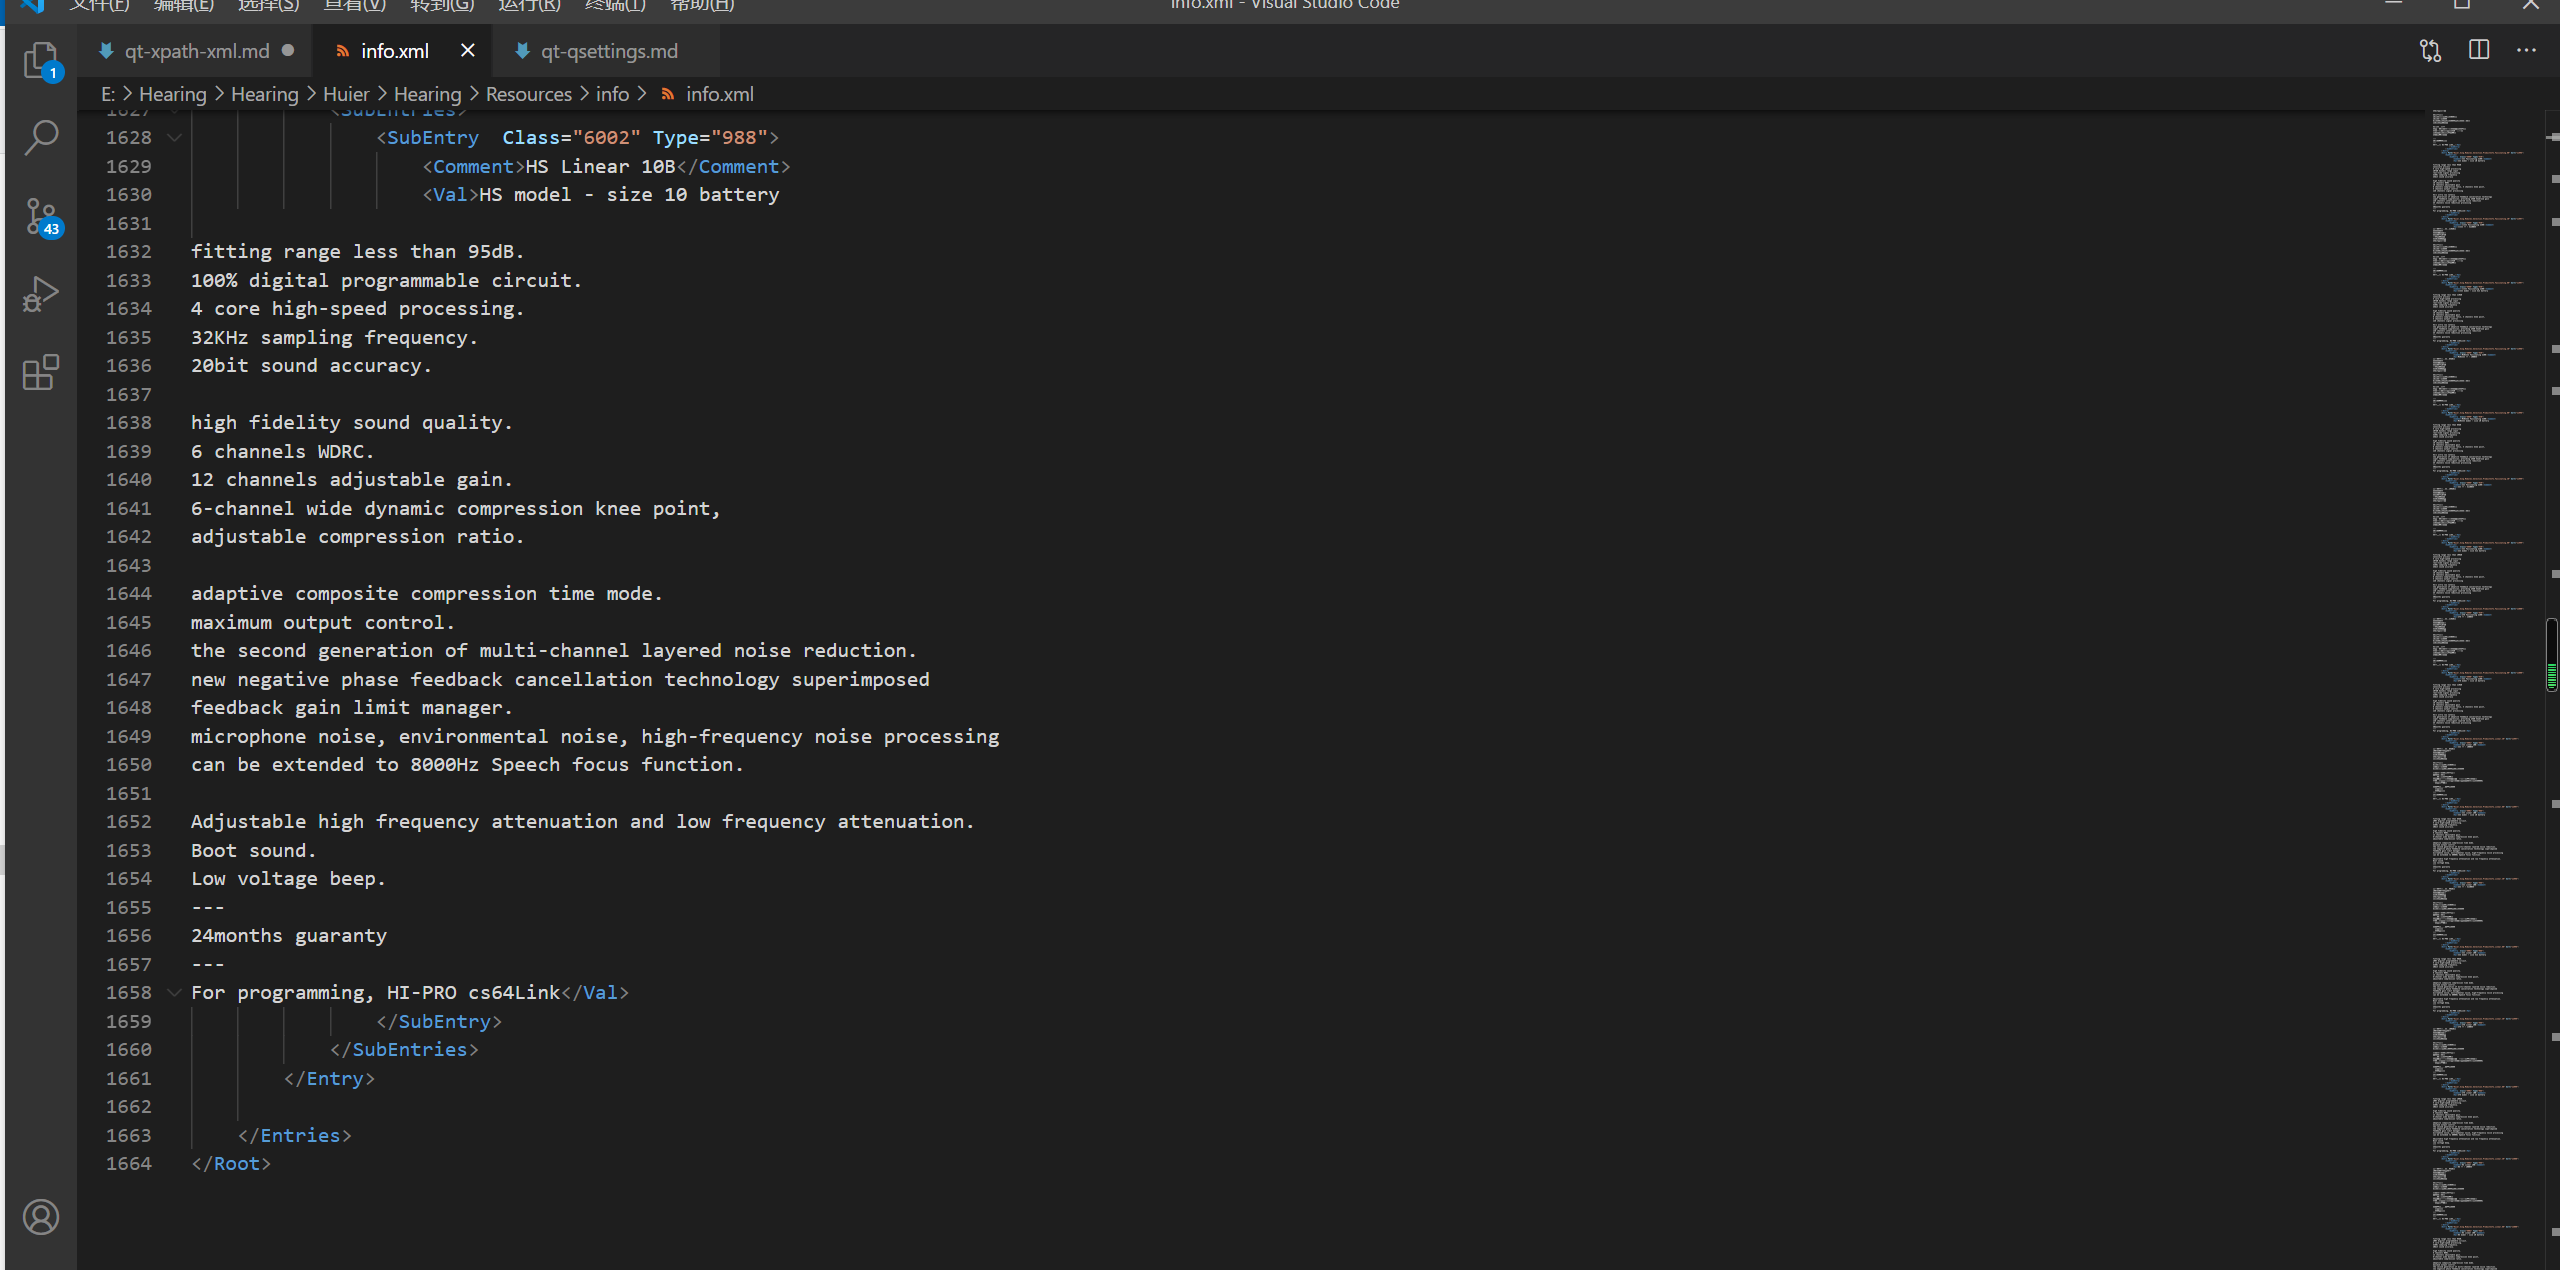 文件(F) 编辑(E) 选择(S) 查看(V) 转到(G) 运行(R) 终端(T) 帮助(H) info.xml - Visual Studio Code
qt-xpath-xml.md info.xml qt-qsettings.md
1
E: > Hearing > Hearing > Huier > Hearing > Resources > info > info.xml
43
1627 <SubEntries>
1628 <SubEntry  Class="6002" Type="988">
1629 <Comment>HS Linear 10B</Comment>
1630 <Val>HS model - size 10 battery
1631
1632 fitting range less than 95dB.
1633 100% digital programmable circuit.
1634 4 core high-speed processing.
1635 32KHz sampling frequency.
1636 20bit sound accuracy.
1637
1638 high fidelity sound quality.
1639 6 channels WDRC.
1640 12 channels adjustable gain.
1641 6-channel wide dynamic compression knee point,
1642 adjustable compression ratio.
1643
1644 adaptive composite compression time mode.
1645 maximum output control.
1646 the second generation of multi-channel layered noise reduction.
1647 new negative phase feedback cancellation technology superimposed
1648 feedback gain limit manager.
1649 microphone noise, environmental noise, high-frequency noise processing
1650 can be extended to 8000Hz Speech focus function.
1651
1652 Adjustable high frequency attenuation and low frequency attenuation.
1653 Boot sound.
1654 Low voltage beep.
1655 ---
1656 24months guaranty
1657 ---
1658 For programming, HI-PRO cs64Link</Val>
1659 </SubEntry>
1660 </SubEntries>
1661 </Entry>
1662
1663 </Entries>
1664 </Root>